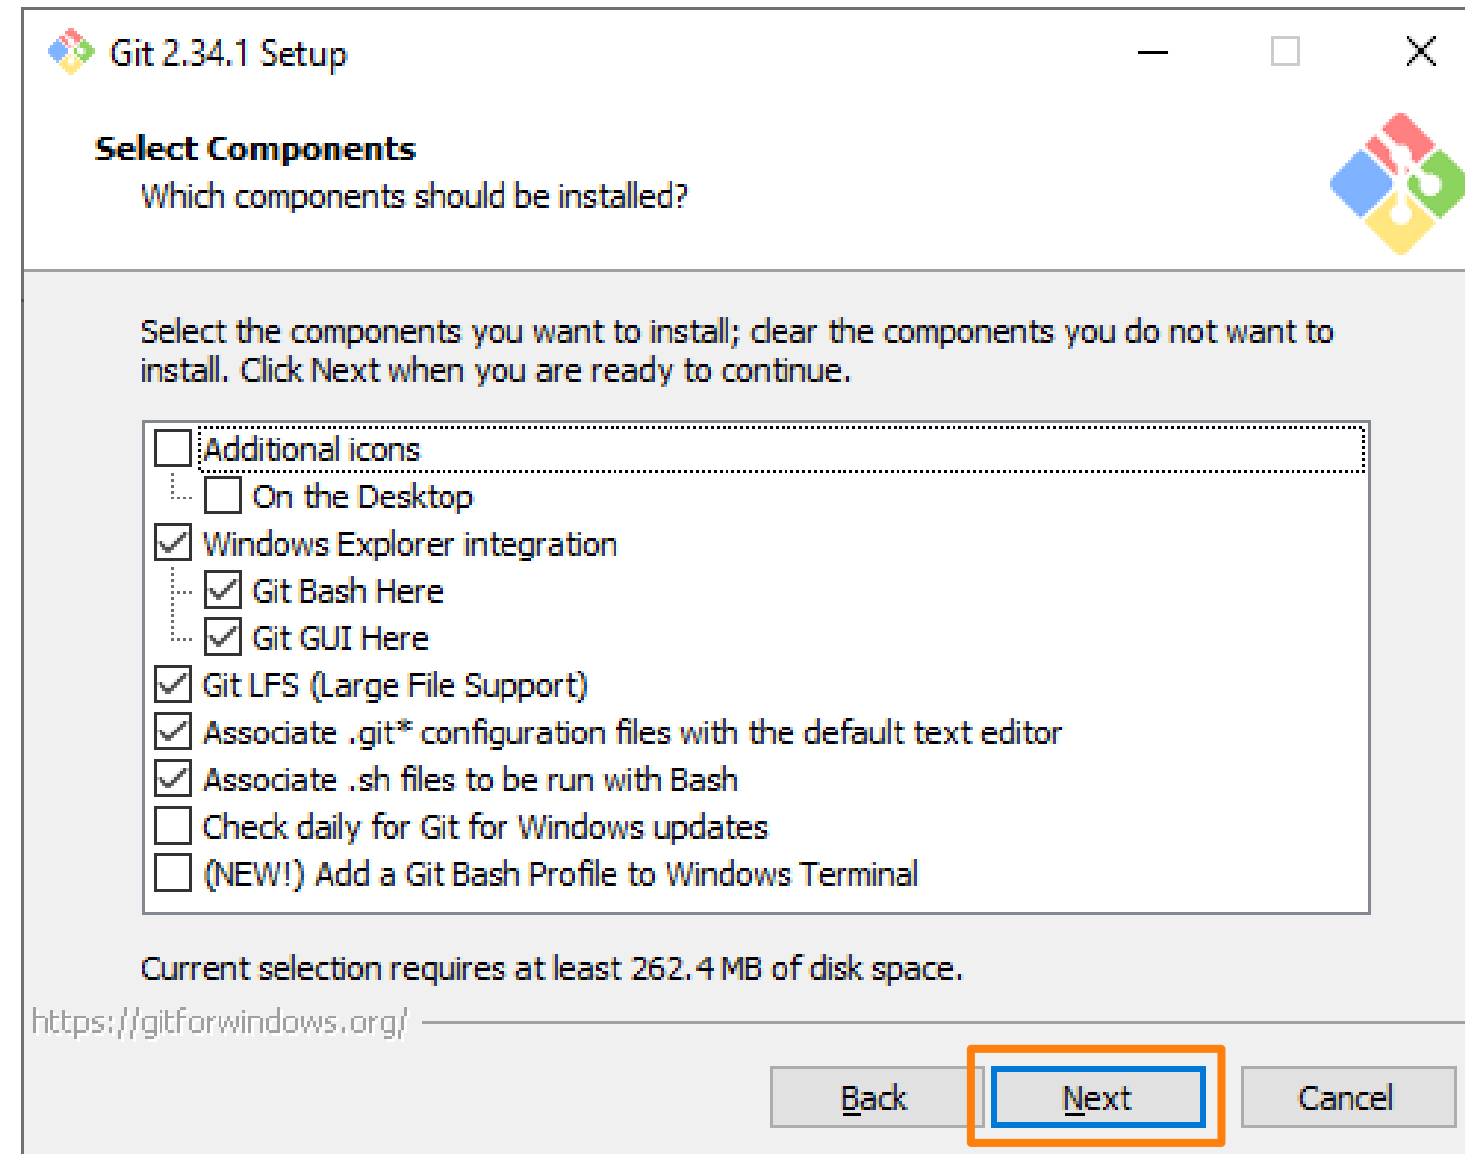 Git 2.34.1 Setup
Select Components
Which components should be installed?
Select the components you want to install; clear the components you do not want to
install. Click Next when you are ready to continue.
Additional icons
On the Desktop
Windows Explorer integration
Git Bash Here
Git GUI Here
Git LFS (Large File Support)
Associate .git* configuration files with the default text editor
Associate .sh files to be run with Bash
Check daily for Git for Windows updates
(NEW!) Add a Git Bash Profile to Windows Terminal
Current selection requires at least 262.4 MB of disk space.
https://gitforwindows.org/
Back Next Cancel